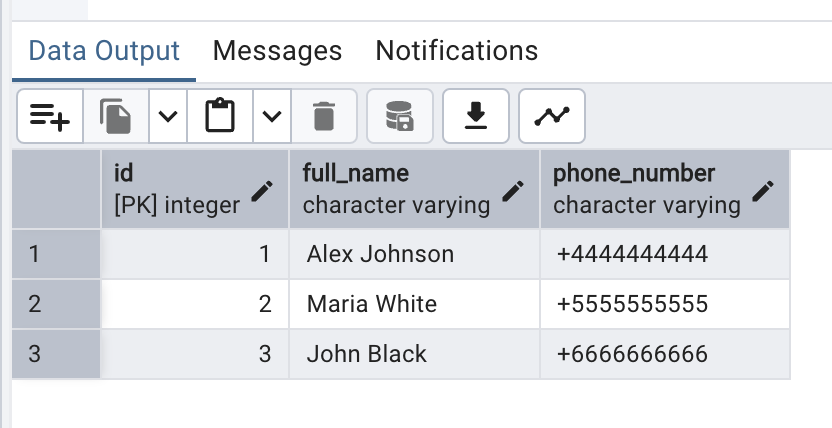 Data Output Messages Notifications
id full_name phone_number
[PK] integer character varying character varying
1 1 Alex Johnson +4444444444
2 2 Maria White +5555555555
3 3 John Black +6666666666